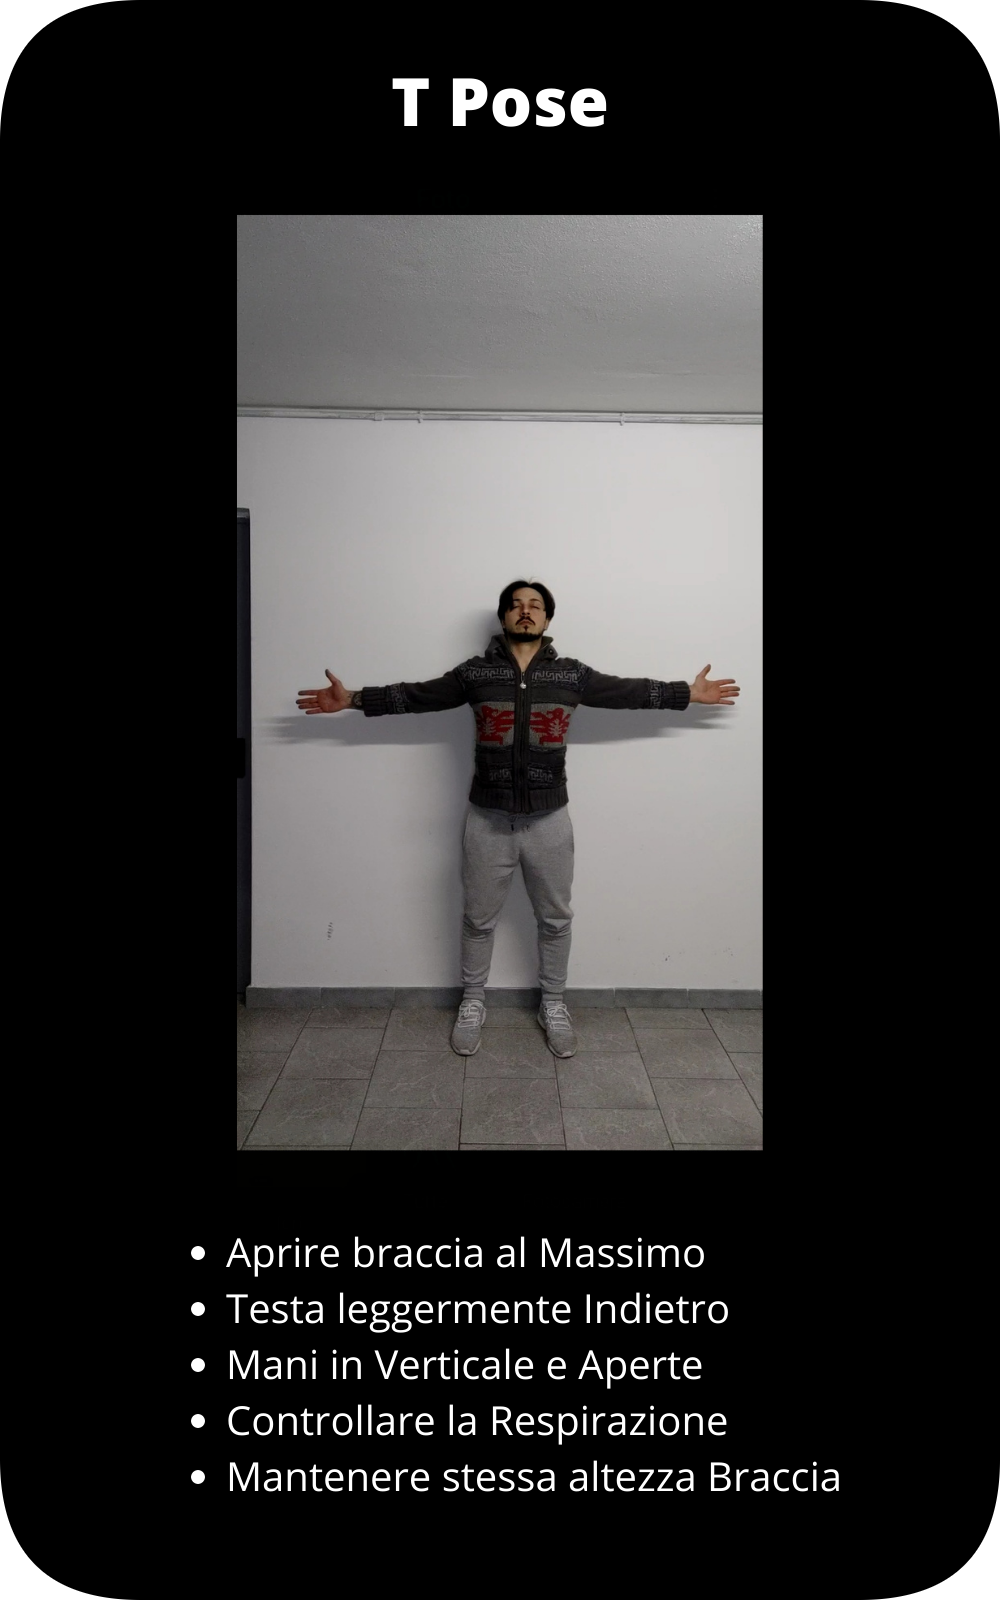 T Pose
• Aprire braccia al Massimo
• Testa leggermente Indietro
• Mani in Verticale e Aperte
• Controllare la Respirazione
• Mantenere stessa altezza Braccia